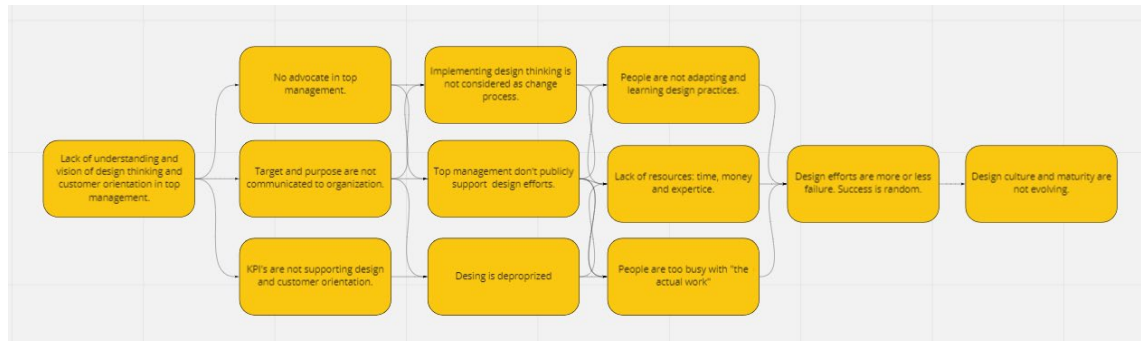 No advocate in top
management.
Implementing design thinking is
not considered as change
process.
People are not adapting and
learning design practices.
Lack of understanding and
vision of design thinking and
customer orientation in top
management.
Target and purpose are not
communicated to organization.
Top management don't publicly
support design efforts.
Lack of resources: time, money
and expertice.
Design efforts are more or less
failure. Success is random.
Design culture and maturity are
not evolving.
KPI's are not supporting design
and customer orientation.
Desing is deproprized
People are too busy with "the
actual work"